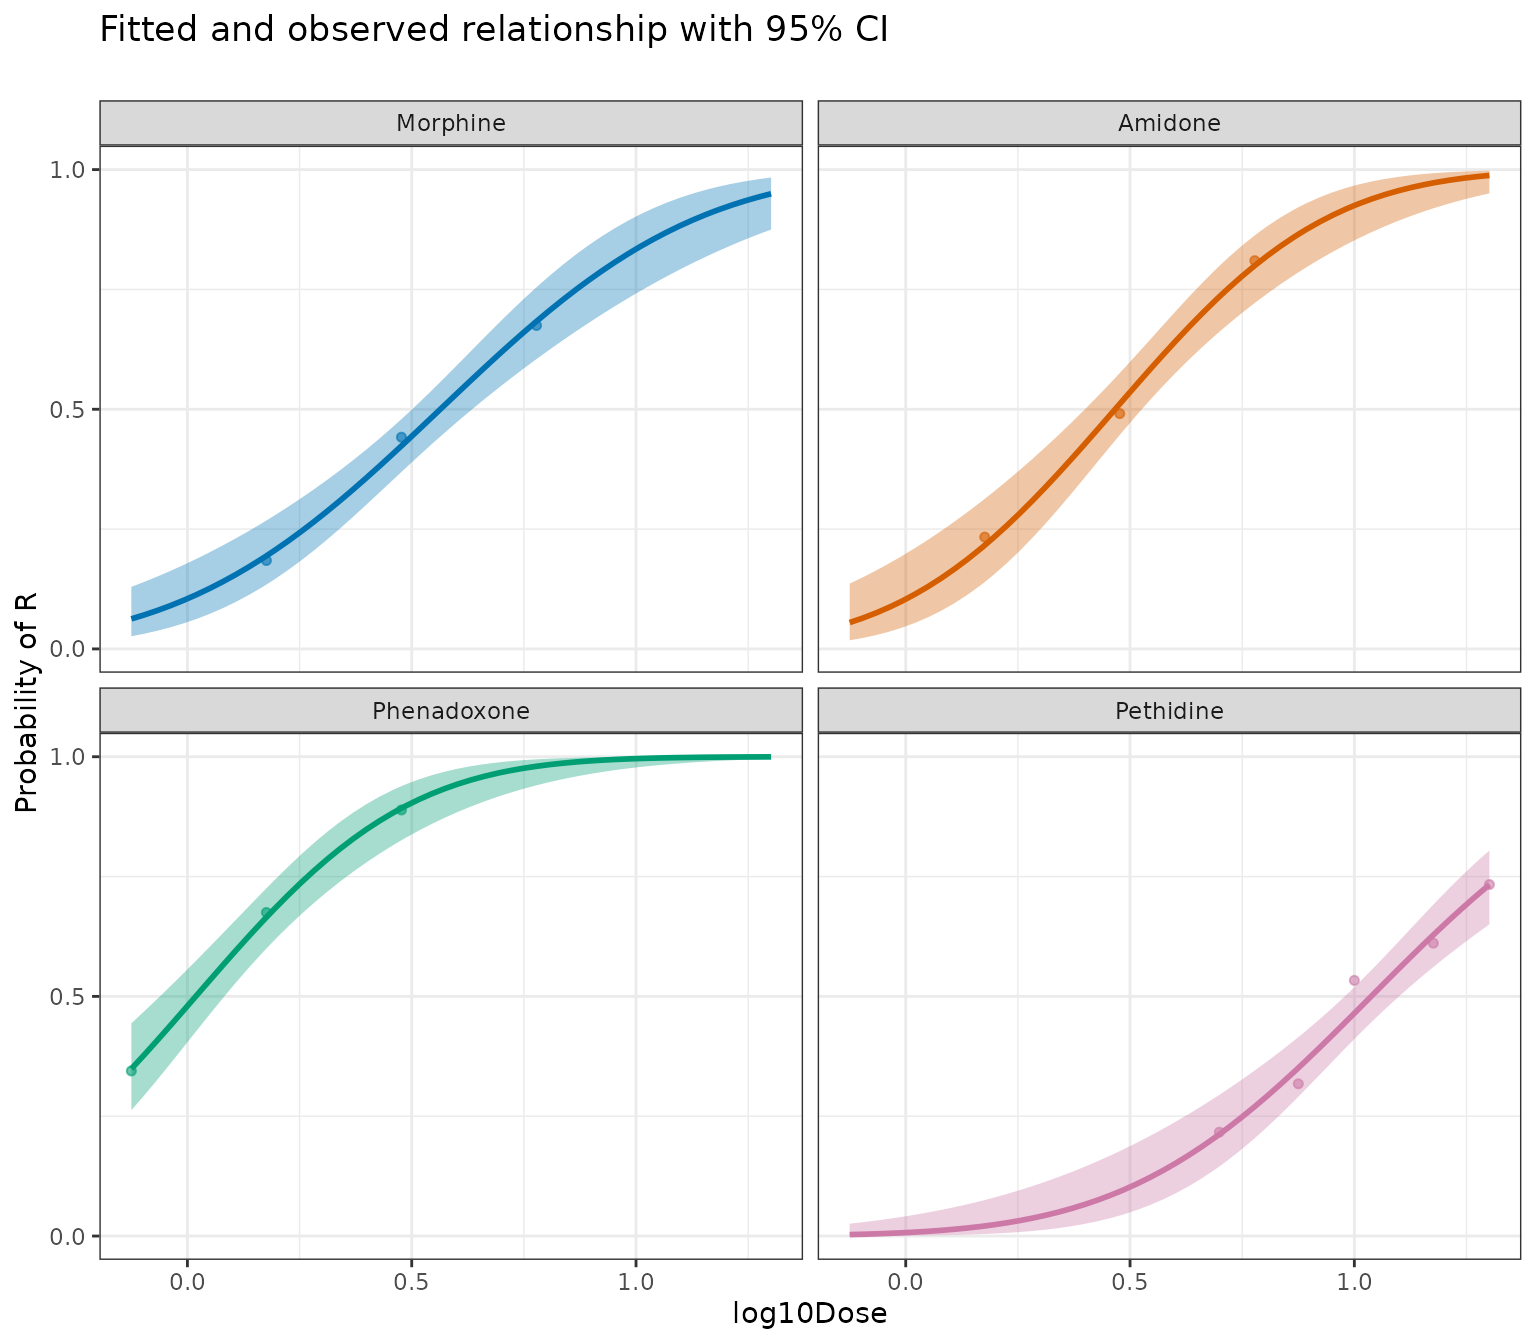 Fitted and observed relationship with 95% CI
Morphine
Amidone
1.0
0.5
0.0
Phenadoxone
Pethidine
1.0
0.5
0.0
Probability of R
0.0 0.5 1.0
0.0 0.5 1.0
log10Dose